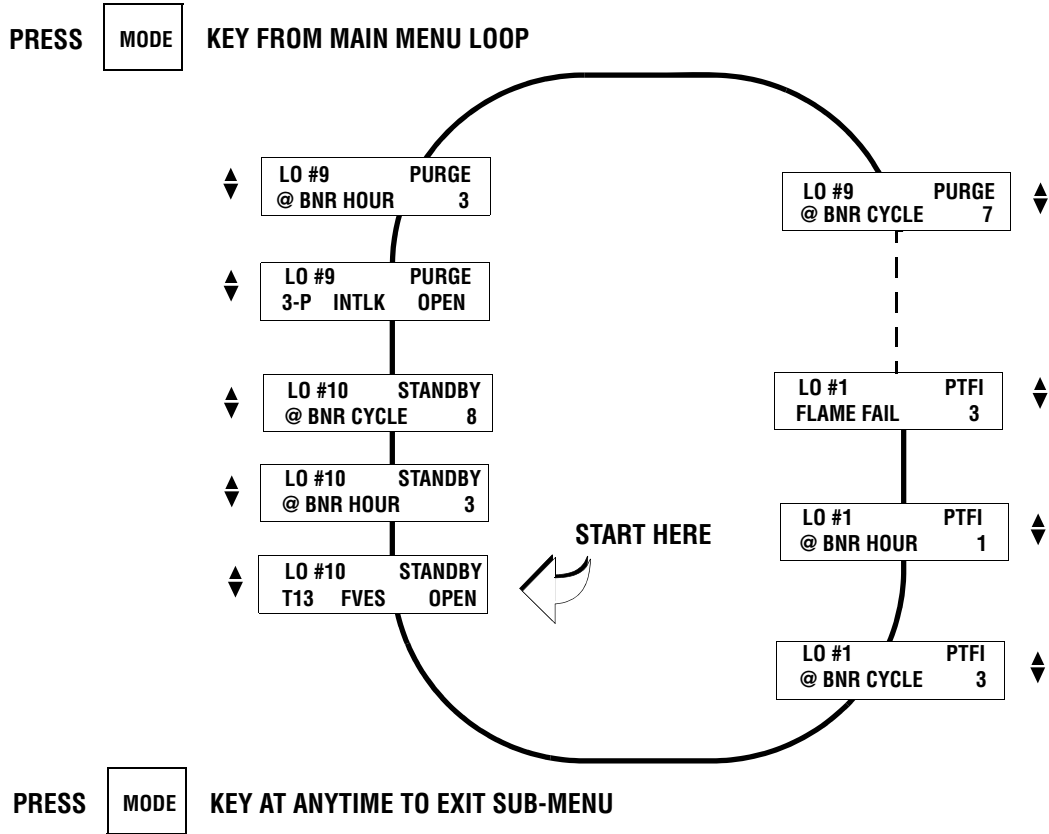 PRESS MODE KEY FROM MAIN MENU LOOP
LO #9 PURGE
@ BNR HOUR 3
LO #9 PURGE
3-P INTLK OPEN
LO #10 STANDBY
@ BNR CYCLE 8
LO #10 STANDBY
@ BNR HOUR 3
LO #10 STANDBY
T13 FVES OPEN
START HERE
LO #9 PURGE
@ BNR CYCLE 7
LO #1 PTFI
FLAME FAIL 3
LO #1 PTFI
@ BNR HOUR 1
LO #1 PTFI
@ BNR CYCLE 3
PRESS MODE KEY AT ANYTIME TO EXIT SUB-MENU